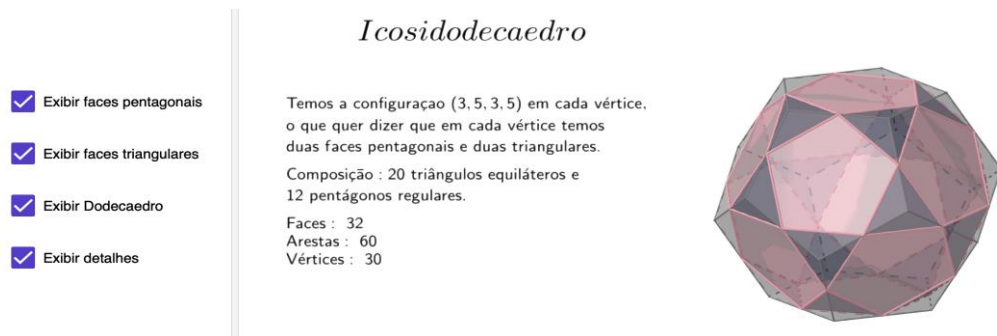 Icosidodecaedro
Exibir faces pentagonais
Exibir faces triangulares
Exibir Dodecaedro
Exibir detalhes
Temos a configuraçao (3, 5, 3, 5) em cada vértice,
o que quer dizer que em cada vértice temos
duas faces pentagonais e duas triangulares.
Composição : 20 triângulos equiláteros e
12 pentágonos regulares.
Faces : 32
Arestas : 60
Vértices : 30